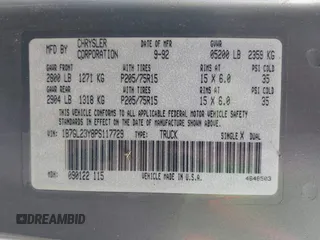 MFD BY CHRYSLER CORPORATION DATE OF MFR 9-92 GVWR 05200 LB 2359 KG
GAWR FRONT WITH TIRES RIMS AT PSI COLD
2800 LB 1271 KG P205/75R15 15 X 6.0 35
GAWR REAR WITH TIRES RIMS AT PSI COLD
2904 LB 1318 KG P205/75R15 15 X 6.0 35
VIN: 1B7GL23Y8PS117729 TYPE: TRUCK SINGLE X DUAL
THIS VEHICLE CONFORMS TO ALL APPLICABLE FEDERAL MOTOR VEHICLE SAFETY STANDARDS IN EFFECT ON THE DATE OF MANUFACTURE SHOWN ABOVE.
MDH: 090122 115 VEHICLE MADE IN U.S.A. 4648503
DREAMBID